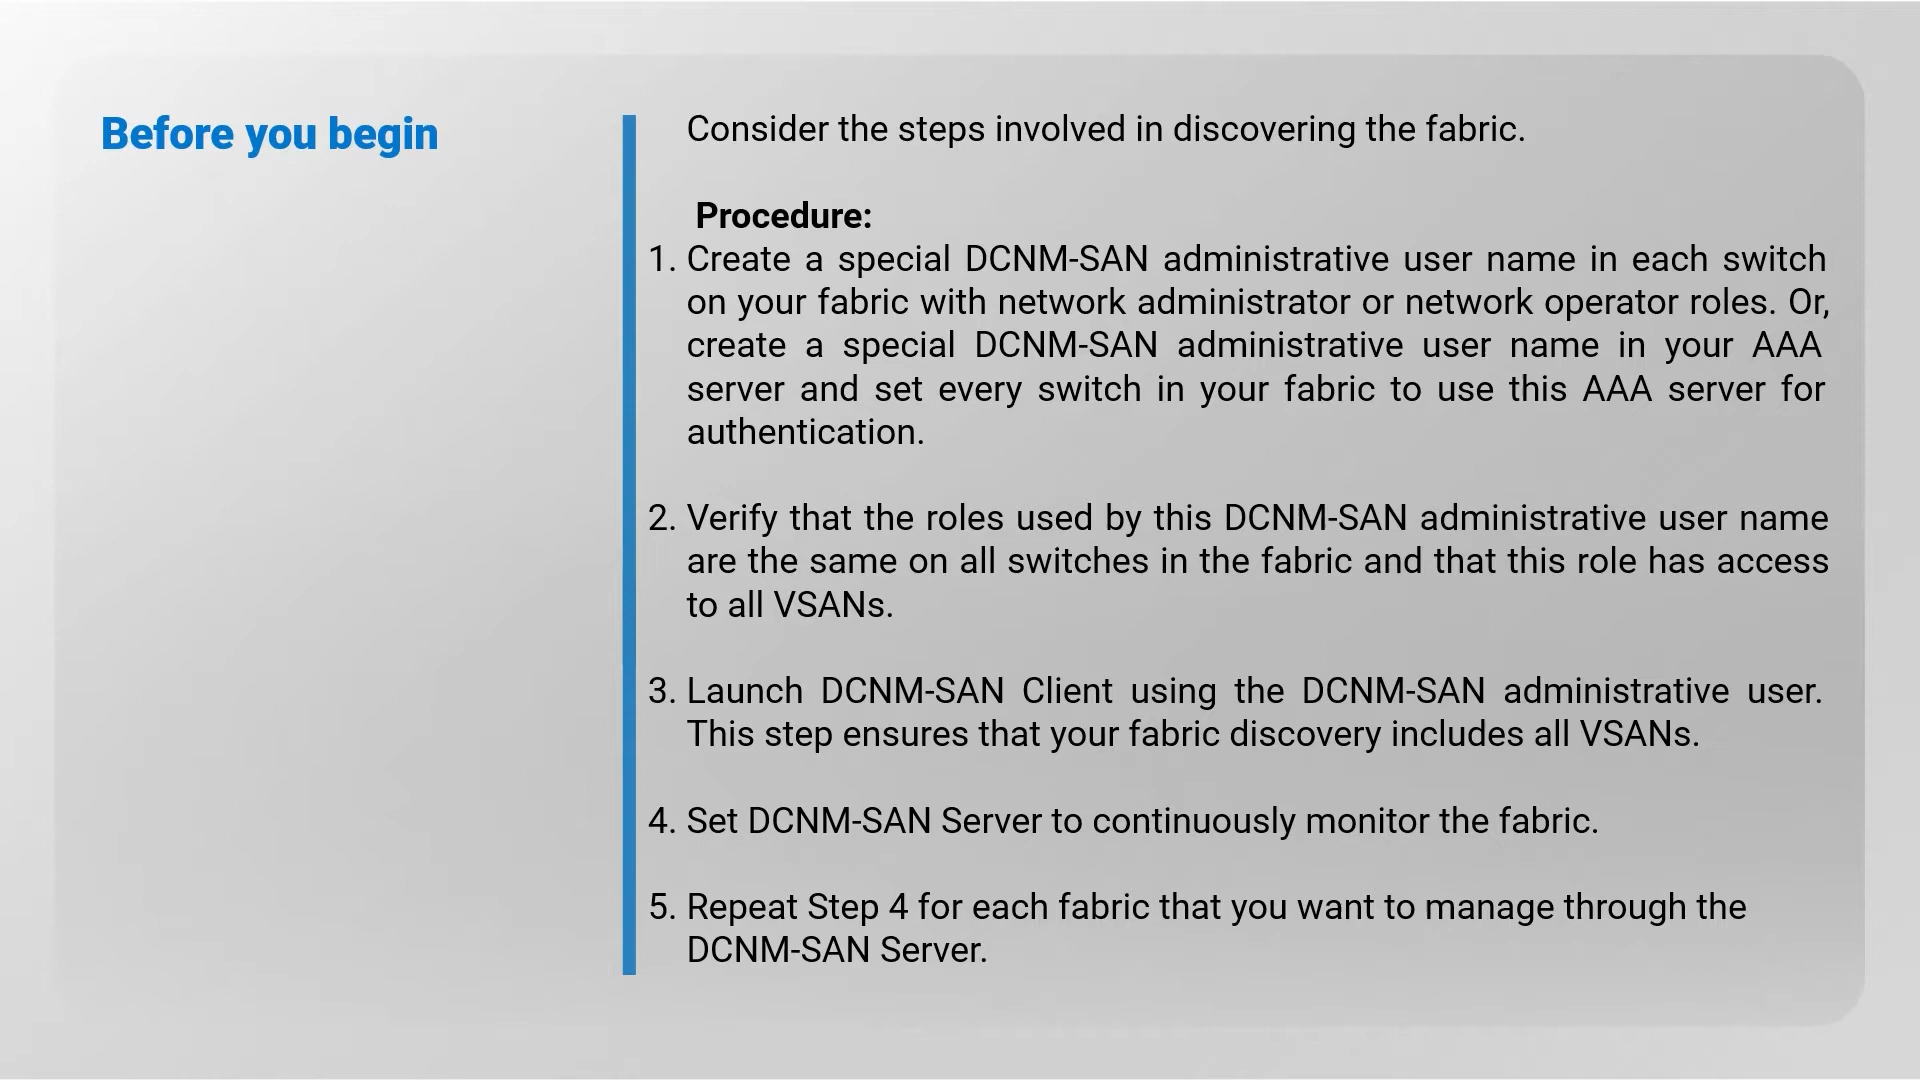 Before you begin
Consider the steps involved in discovering the fabric.
Procedure:
1. Create a special DCNM-SAN administrative user name in each switch
on your fabric with network administrator or network operator roles. Or,
create a special DCNM-SAN administrative user name in your AAA
server and set every switch in your fabric to use this AAA server for
authentication.
2. Verify that the roles used by this DCNM-SAN administrative user name
are the same on all switches in the fabric and that this role has access
to all VSANs.
3. Launch DCNM-SAN Client using the DCNM-SAN administrative user.
This step ensures that your fabric discovery includes all VSANs.
4. Set DCNM-SAN Server to continuously monitor the fabric.
5. Repeat Step 4 for each fabric that you want to manage through the
DCNM-SAN Server.